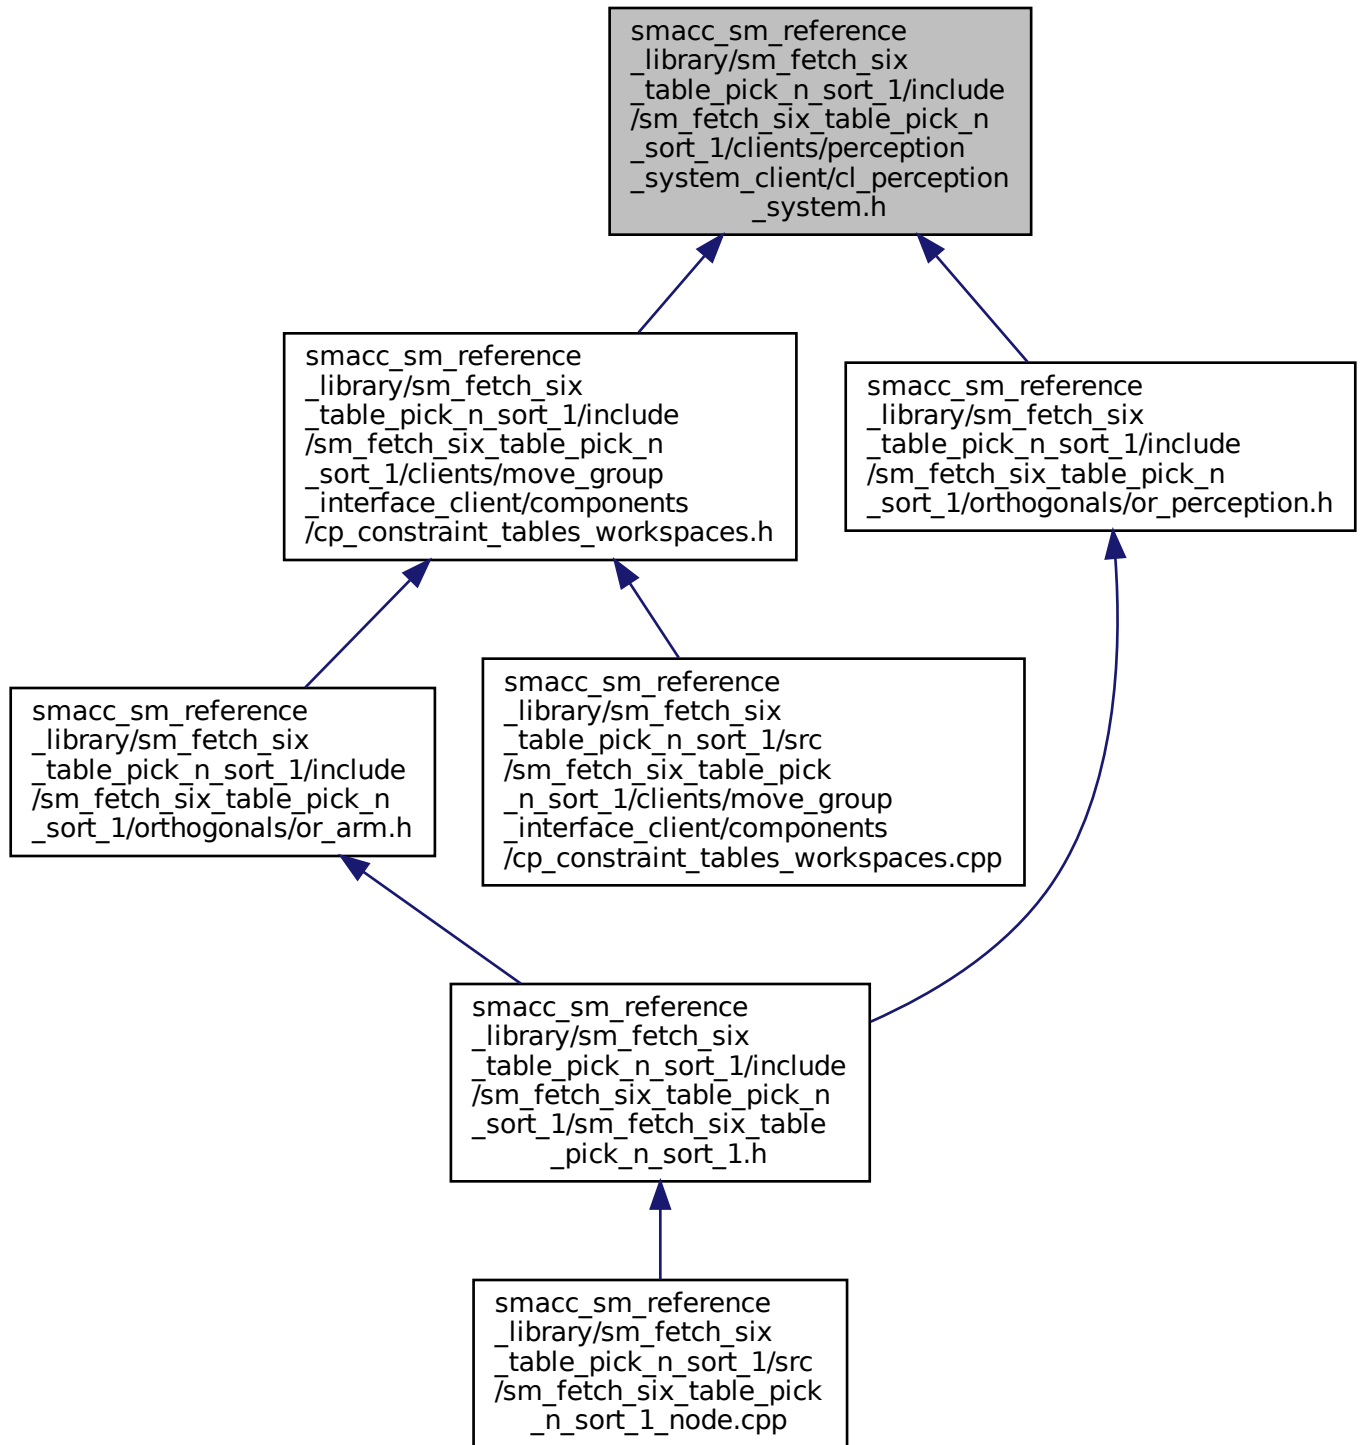 smacc_sm_reference
_library/sm_fetch_six
_table_pick_n_sort_1/include
/sm_fetch_six_table_pick_n
_sort_1/clients/perception
_system_client/cl_perception
_system.h
smacc_sm_reference
_library/sm_fetch_six
_table_pick_n_sort_1/include
/sm_fetch_six_table_pick_n
_sort_1/clients/move_group
_interface_client/components
/cp_constraint_tables_workspaces.h
smacc_sm_reference
_library/sm_fetch_six
_table_pick_n_sort_1/include
/sm_fetch_six_table_pick_n
_sort_1/orthogonals/or_perception.h
smacc_sm_reference
_library/sm_fetch_six
_table_pick_n_sort_1/include
/sm_fetch_six_table_pick_n
_sort_1/orthogonals/or_arm.h
smacc_sm_reference
_library/sm_fetch_six
_table_pick_n_sort_1/src
/sm_fetch_six_table_pick
_n_sort_1/clients/move_group
_interface_client/components
/cp_constraint_tables_workspaces.cpp
smacc_sm_reference
_library/sm_fetch_six
_table_pick_n_sort_1/include
/sm_fetch_six_table_pick_n
_sort_1/sm_fetch_six_table
_pick_n_sort_1.h
smacc_sm_reference
_library/sm_fetch_six
_table_pick_n_sort_1/src
/sm_fetch_six_table_pick
_n_sort_1_node.cpp